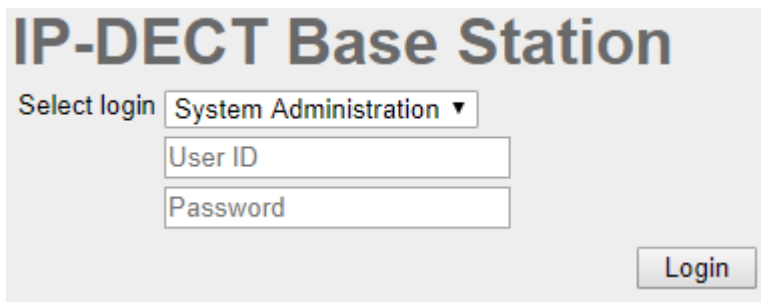 IP-DECT Base Station
Select login System Administration ▼
User ID
Password
Login